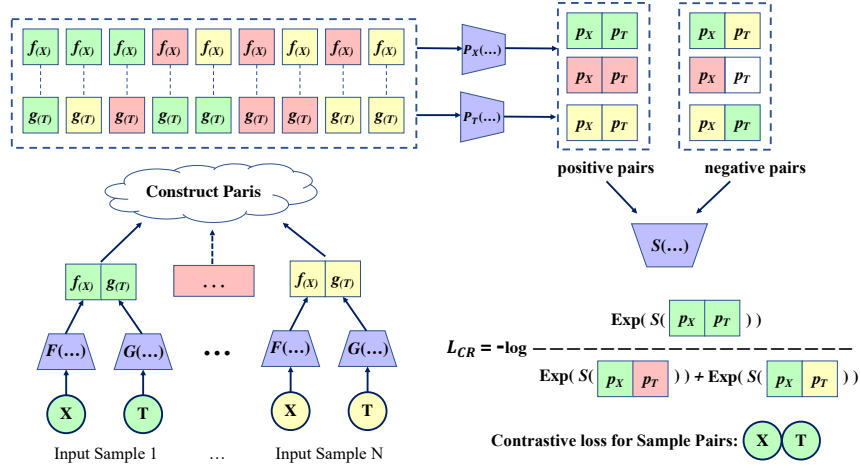 f(X) f(X) f(X) f(X) f(X) f(X) f(X) f(X) f(X)
g(T) g(T) g(T) g(T) g(T) g(T) g(T) g(T) g(T)
PX(...)
PT(...)
pX pT pX pT
pX pT pX pT
pX pT pX pT
positive pairs negative pairs
Construct Paris
S(...)
f(X) g(T) ... f(X) g(T)
F(...) G(...) ... F(...) G(...)
X T X T
Input Sample 1 ... Input Sample N
Exp( S( pX pT ) )
LCR = -log
Exp( S( pX pT ) ) + Exp( S( pX pT ) )
Contrastive loss for Sample Pairs: X T